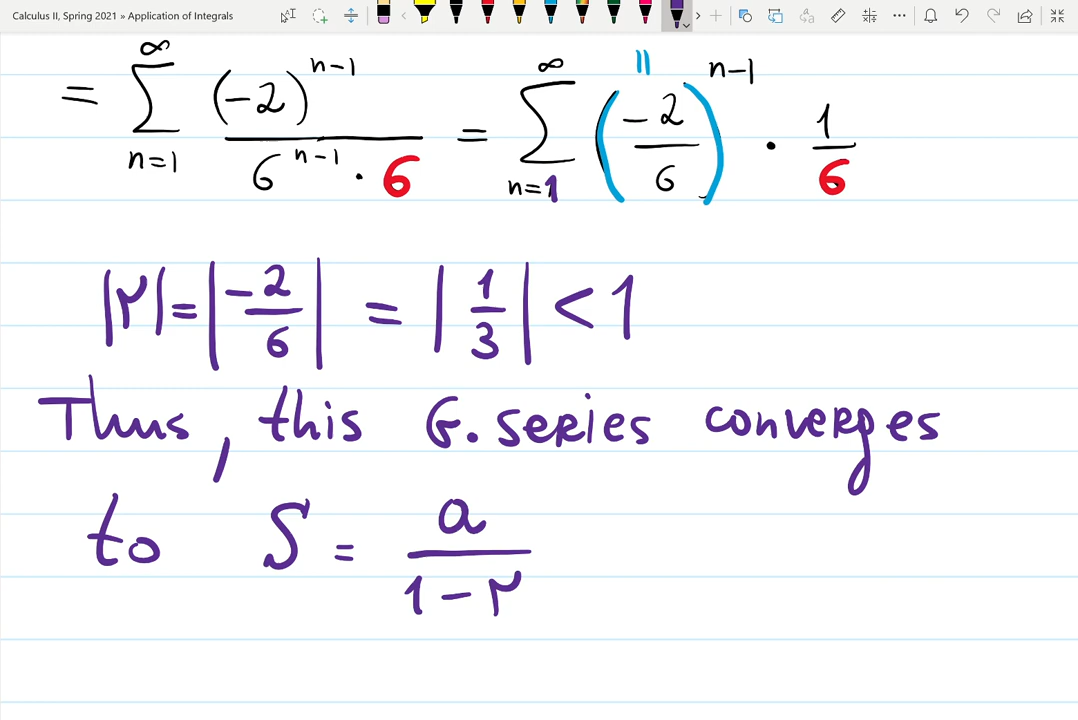 Calculus II, Spring 2021 » Application of Integrals
= ∑_{n=1}^{∞} (-2)^{n-1} / (6^{n-1} · 6) = ∑_{n=1}^{∞} (-2/6)^{n-1} · 1/6
|r| = |-2/6| = |1/3| < 1
Thus, this G. series converges
to S = a/(1-r)